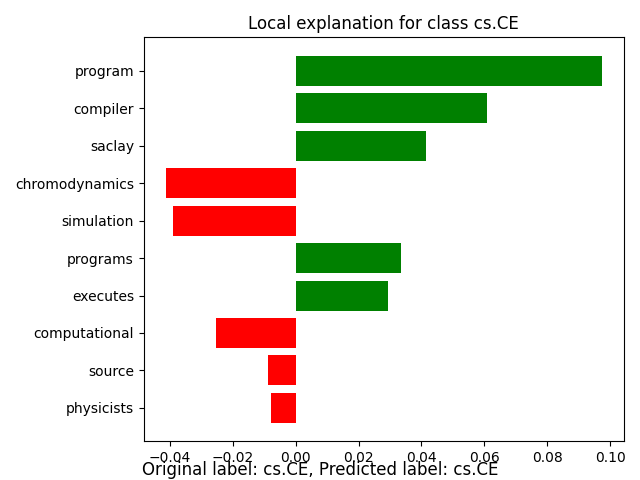 Local explanation for class cs.CE
program
compiler
saclay
chromodynamics
simulation
programs
executes
computational
source
physicists
−0.04 −0.02 0.00 0.02 0.04 0.06 0.08 0.10
Original label: cs.CE, Predicted label: cs.CE